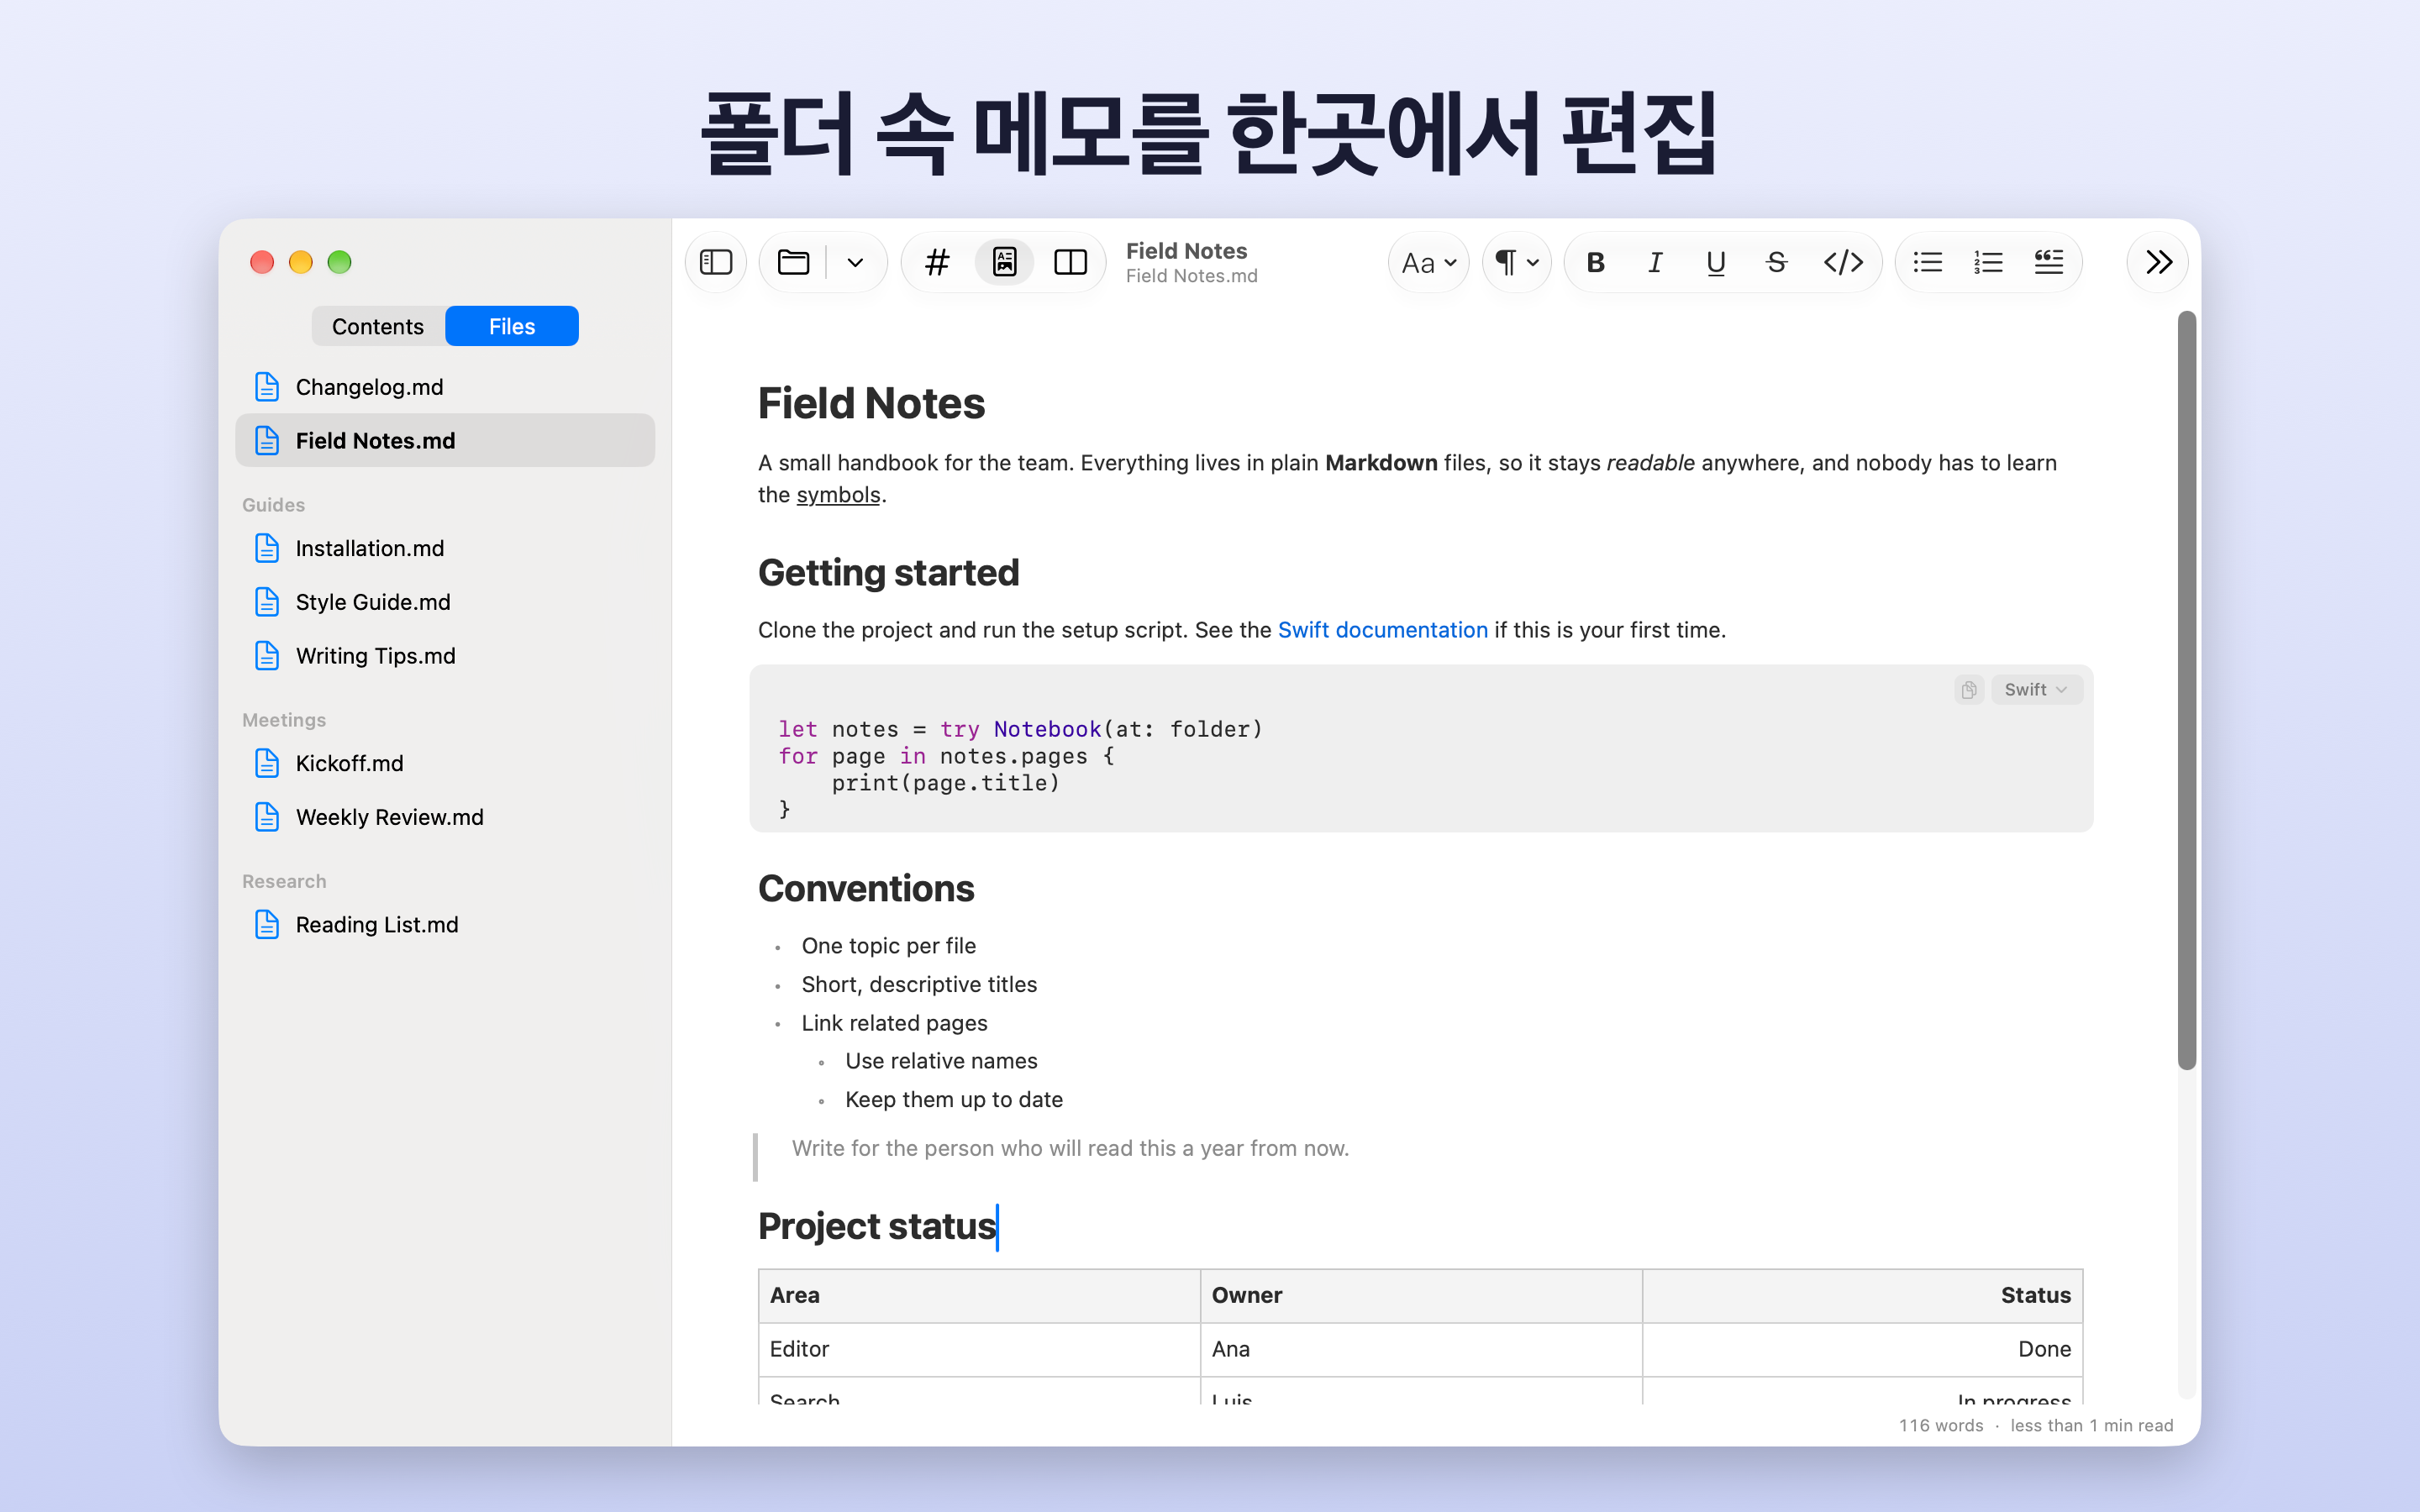 폴더 속 메모를 한곳에서 편집
Contents
Files
Changelog.md
Field Notes.md
Guides
Installation.md
Style Guide.md
Writing Tips.md
Meetings
Kickoff.md
Weekly Review.md
Research
Reading List.md
Field Notes
Field Notes.md
Aa
B I U S </>
Field Notes
A small handbook for the team. Everything lives in plain Markdown files, so it stays readable anywhere, and nobody has to learn
the symbols.
Getting started
Clone the project and run the setup script. See the Swift documentation if this is your first time.
Swift
let notes = try Notebook(at: folder)
for page in notes.pages {
    print(page.title)
}
Conventions
One topic per file
Short, descriptive titles
Link related pages
Use relative names
Keep them up to date
Write for the person who will read this a year from now.
Project status
Area Owner Status
Editor Ana Done
Search Luis In progress
116 words · less than 1 min read